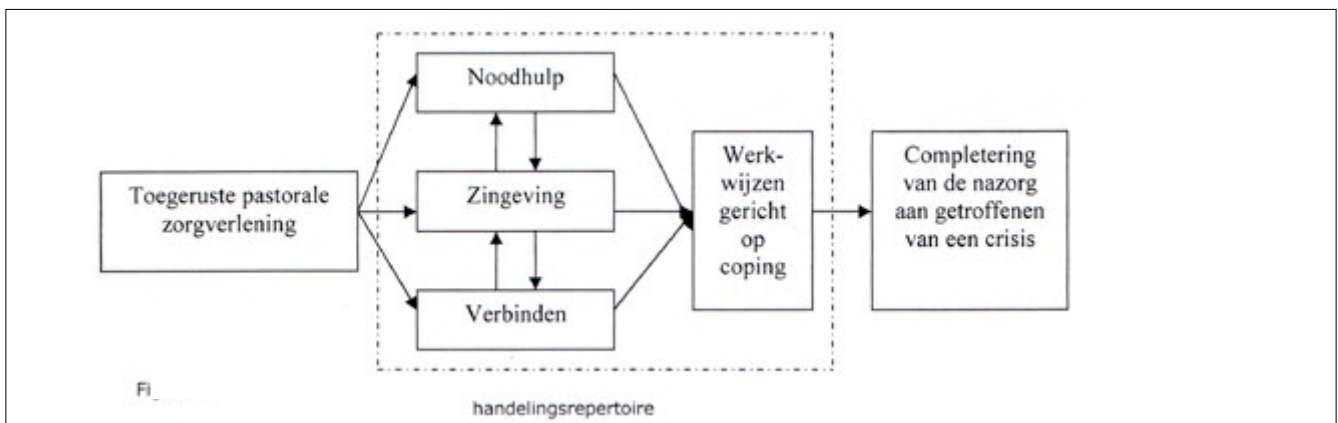 Noodhulp
Toegeruste pastorale
zorgverlening
Zingeving
Verbinden
Werk-
wijzen
gericht
op
coping
Completering
van de nazorg
aan getroffenen
van een crisis
Fi
handelingsrepertoire